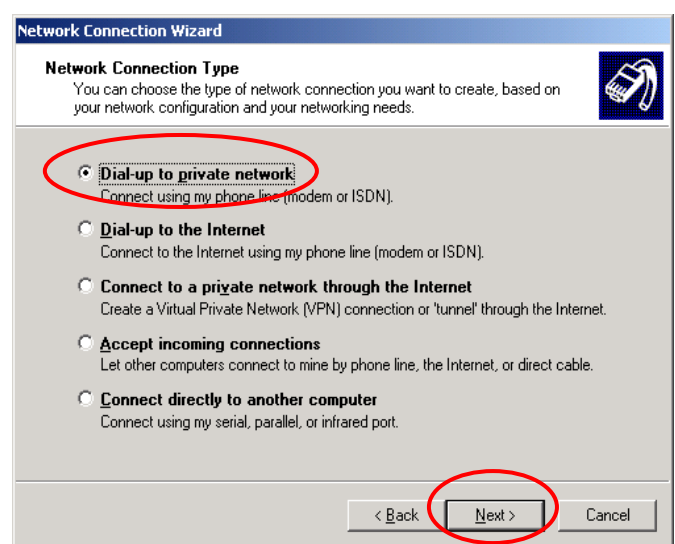 Network Connection Wizard
Network Connection Type
You can choose the type of network connection you want to create, based on
your network configuration and your networking needs.
Dial-up to private network
Connect using my phone line (modem or ISDN).
Dial-up to the Internet
Connect to the Internet using my phone line (modem or ISDN).
Connect to a private network through the Internet
Create a Virtual Private Network (VPN) connection or 'tunnel' through the Internet.
Accept incoming connections
Let other computers connect to mine by phone line, the Internet, or direct cable.
Connect directly to another computer
Connect using my serial, parallel, or infrared port.
< Back Next > Cancel